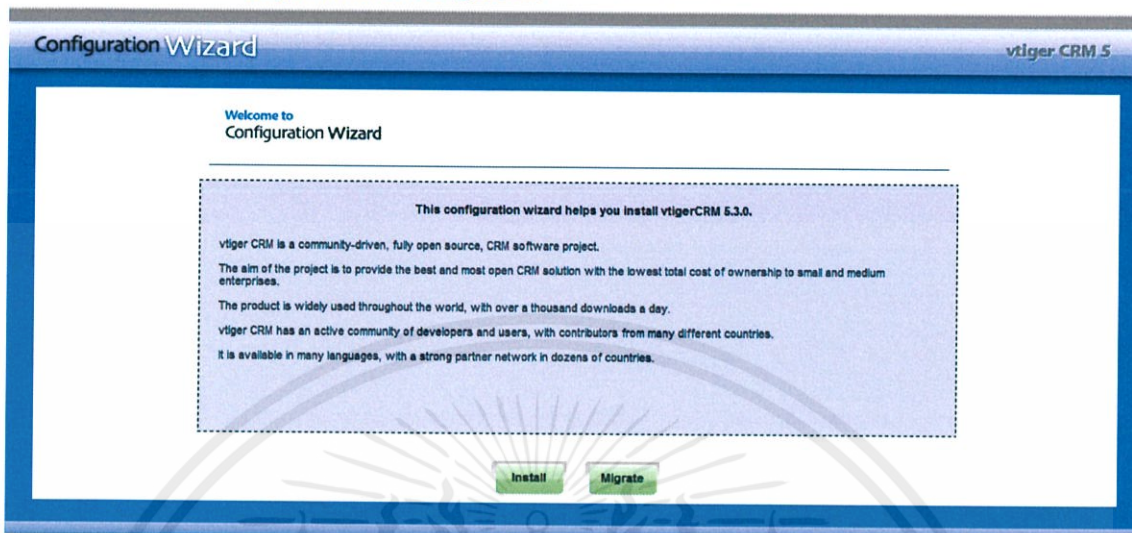 Configuration Wizard
vtiger CRM 5
Welcome to
Configuration Wizard
This configuration wizard helps you install vtigerCRM 5.3.0.
vtiger CRM is a community-driven, fully open source, CRM software project.
The aim of the project is to provide the best and most open CRM solution with the lowest total cost of ownership to small and medium
enterprises.
The product is widely used throughout the world, with over a thousand downloads a day.
vtiger CRM has an active community of developers and users, with contributors from many different countries.
It is available in many languages, with a strong partner network in dozens of countries.
Install
Migrate